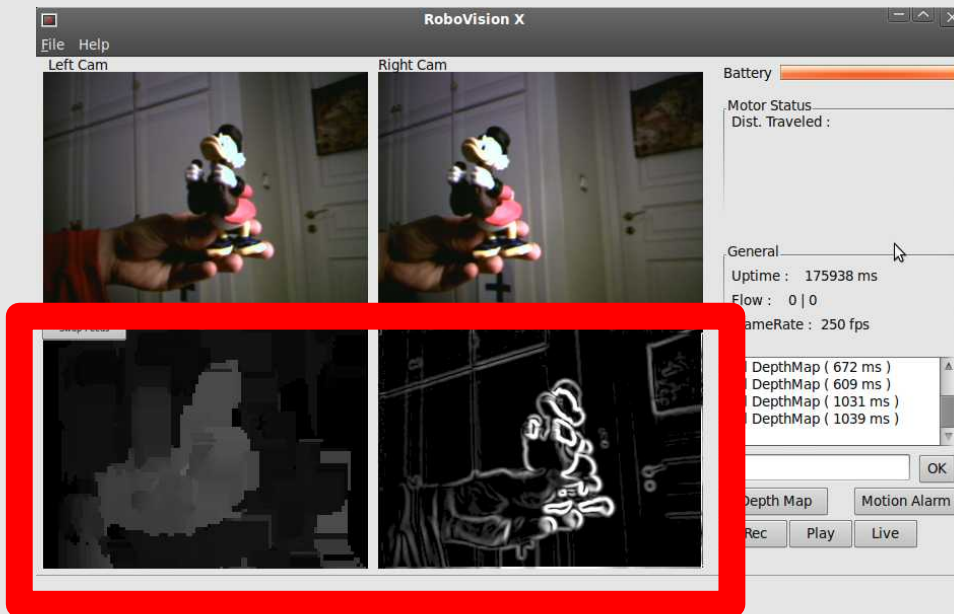 RoboVision X
File Help
Left Cam
Right Cam
Battery
Motor Status
Dist. Traveled :
General
Uptime : 175938 ms
Flow : 0 | 0
ameRate : 250 fps
DepthMap ( 672 ms )
DepthMap ( 609 ms )
DepthMap ( 1031 ms )
DepthMap ( 1039 ms )
OK
Depth Map
Motion Alarm
Rec
Play
Live